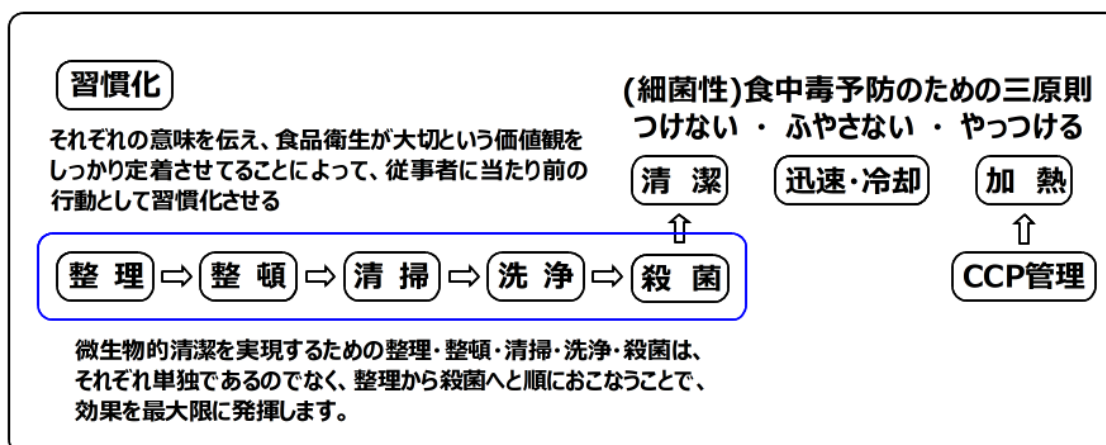 習慣化
それぞれの意味を伝え、食品衛生が大切という価値観を
しっかり定着させてることによって、従事者に当たり前の
行動として習慣化させる
(細菌性)食中毒予防のための三原則
つけない ・ ふやさない ・ やっつける
清 潔 迅速・冷却 加 熱
⇧ ⇧
整 理 ⇨ 整 頓 ⇨ 清 掃 ⇨ 洗 浄 ⇨ 殺 菌 CCP管理
微生物的清潔を実現するための整理・整頓・清掃・洗浄・殺菌は、
それぞれ単独であるのでなく、整理から殺菌へと順におこなうことで、
効果を最大限に発揮します。